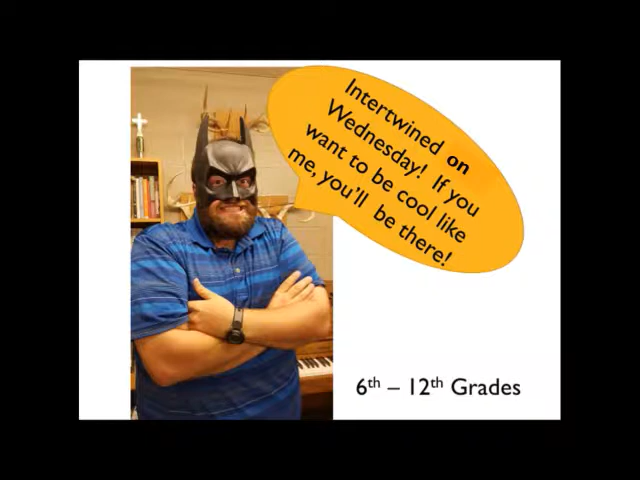 Intertwined on
Wednesday! If you
want to be cool like
me, you'll be there!
6th – 12th Grades